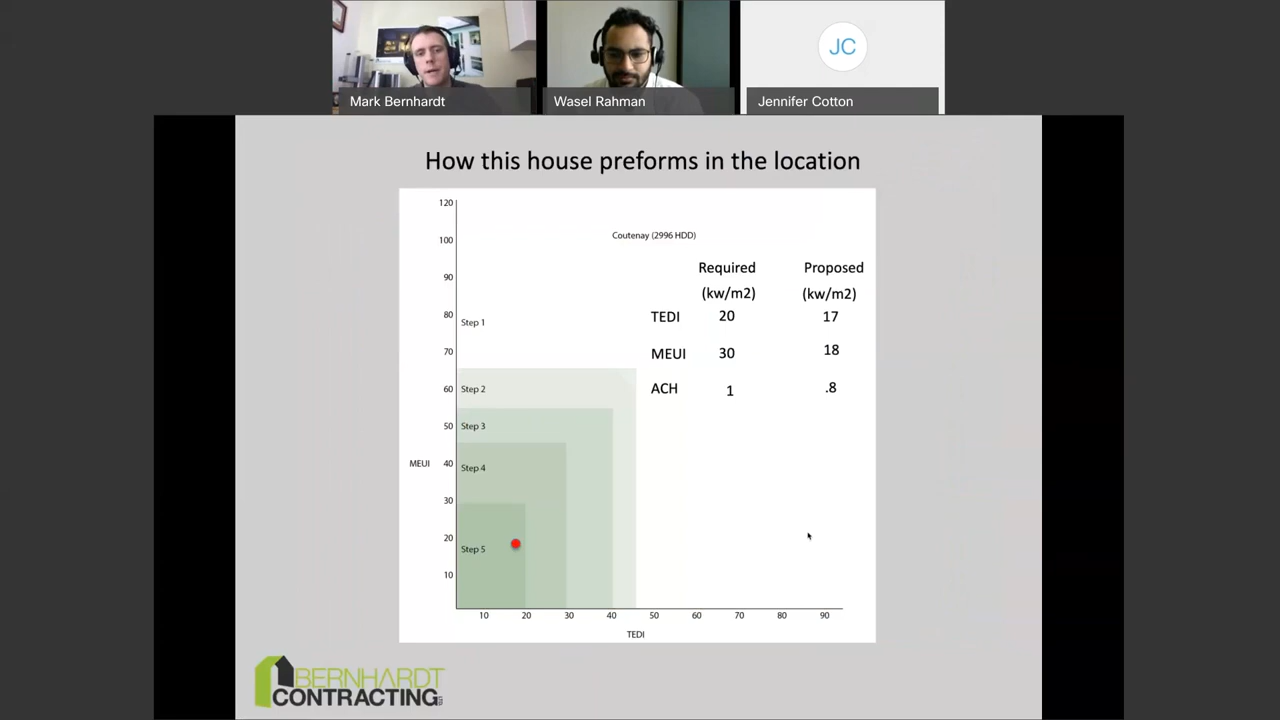 Mark Bernhardt
Wasel Rahman
JC
Jennifer Cotton
How this house preforms in the location
120
100
90
80
70
60
50
40
30
20
10
MEUI
Step 1
Step 2
Step 3
Step 4
Step 5
Coutenay (2996 HDD)
Required Proposed
(kw/m2) (kw/m2)
TEDI 20 17
MEUI 30 18
ACH 1 .8
10 20 30 40 50 60 70 80 90
TEDI
BERNHARDT
CONTRACTING LTD